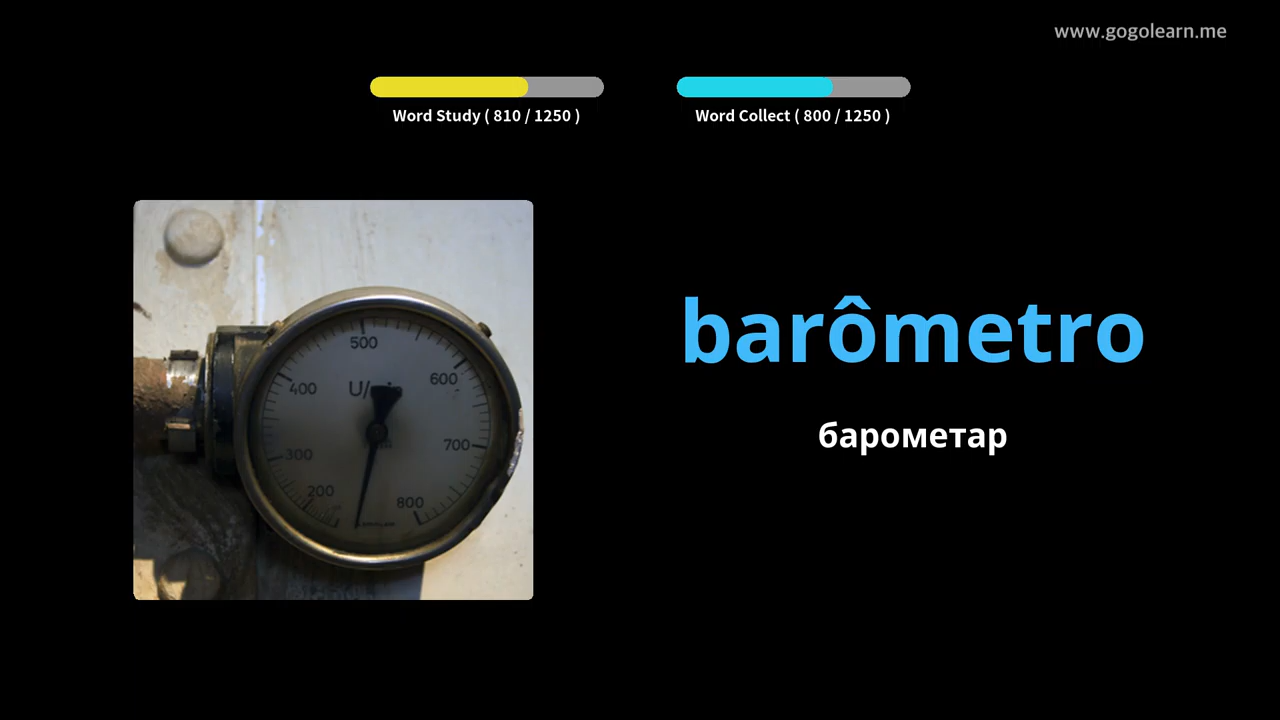 www.gogolearn.me
Word Study ( 810 / 1250 )
Word Collect ( 800 / 1250 )
barômetro
барометар
500
400
600
300
700
200
800